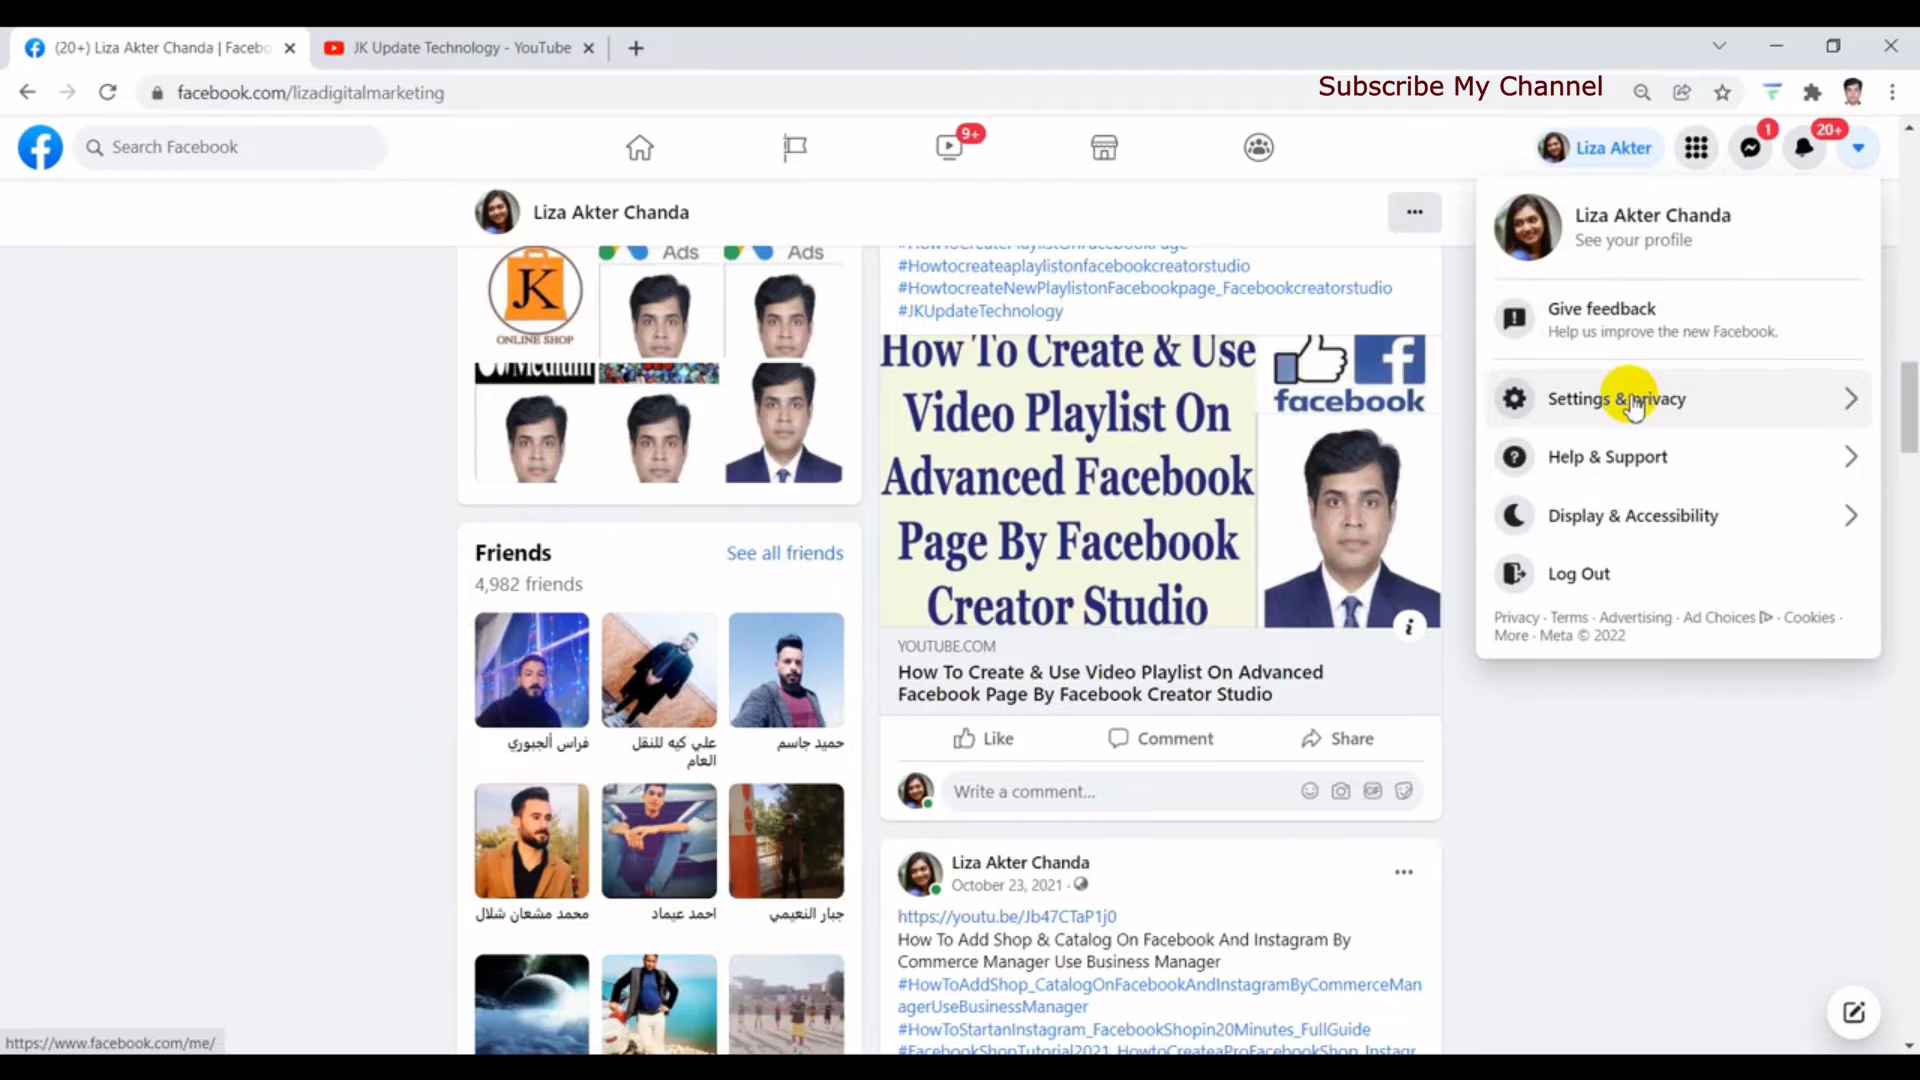 (20+) Liza Akter Chanda | Facebo
JK Update Technology - YouTube
facebook.com/lizadigitalmarketing
Subscribe My Channel
Search Facebook
9+
Liza Akter
1
20+
Liza Akter Chanda
Ads
Ads
JK
ONLINE SHOP
Friends
See all friends
4,982 friends
فراس ألجبوري
علي كيه للنقل
العام
حميد جاسم
محمد مشعان شلال
احمد عيماد
جبار النعيمي
#HowtoCreatePlaylistOnFacebookPage
#Howtocreateaplaylistonfacebookcreatorstudio
#HowtocreateNewPlaylistonFacebookpage_Facebookcreatorstudio
#JKUpdateTechnology
How To Create & Use
Video Playlist On
Advanced Facebook
Page By Facebook
Creator Studio
facebook
YOUTUBE.COM
How To Create & Use Video Playlist On Advanced
Facebook Page By Facebook Creator Studio
Like
Comment
Share
Write a comment...
GIF
Liza Akter Chanda
October 23, 2021 ·
https://youtu.be/Jb47CTaP1j0
How To Add Shop & Catalog On Facebook And Instagram By
Commerce Manager Use Business Manager
#HowToAddShop_CatalogOnFacebookAndInstagramByCommerceMan
agerUseBusinessManager
#HowToStartanInstagram_FacebookShopin20Minutes_FullGuide
#FacebookShopTutorial2021_HowtoCreateaProFacebookShop_Instagr
Liza Akter Chanda
See your profile
Give feedback
Help us improve the new Facebook.
Settings & privacy
Help & Support
Display & Accessibility
Log Out
Privacy · Terms · Advertising · Ad Choices · Cookies ·
More · Meta © 2022
https://www.facebook.com/me/